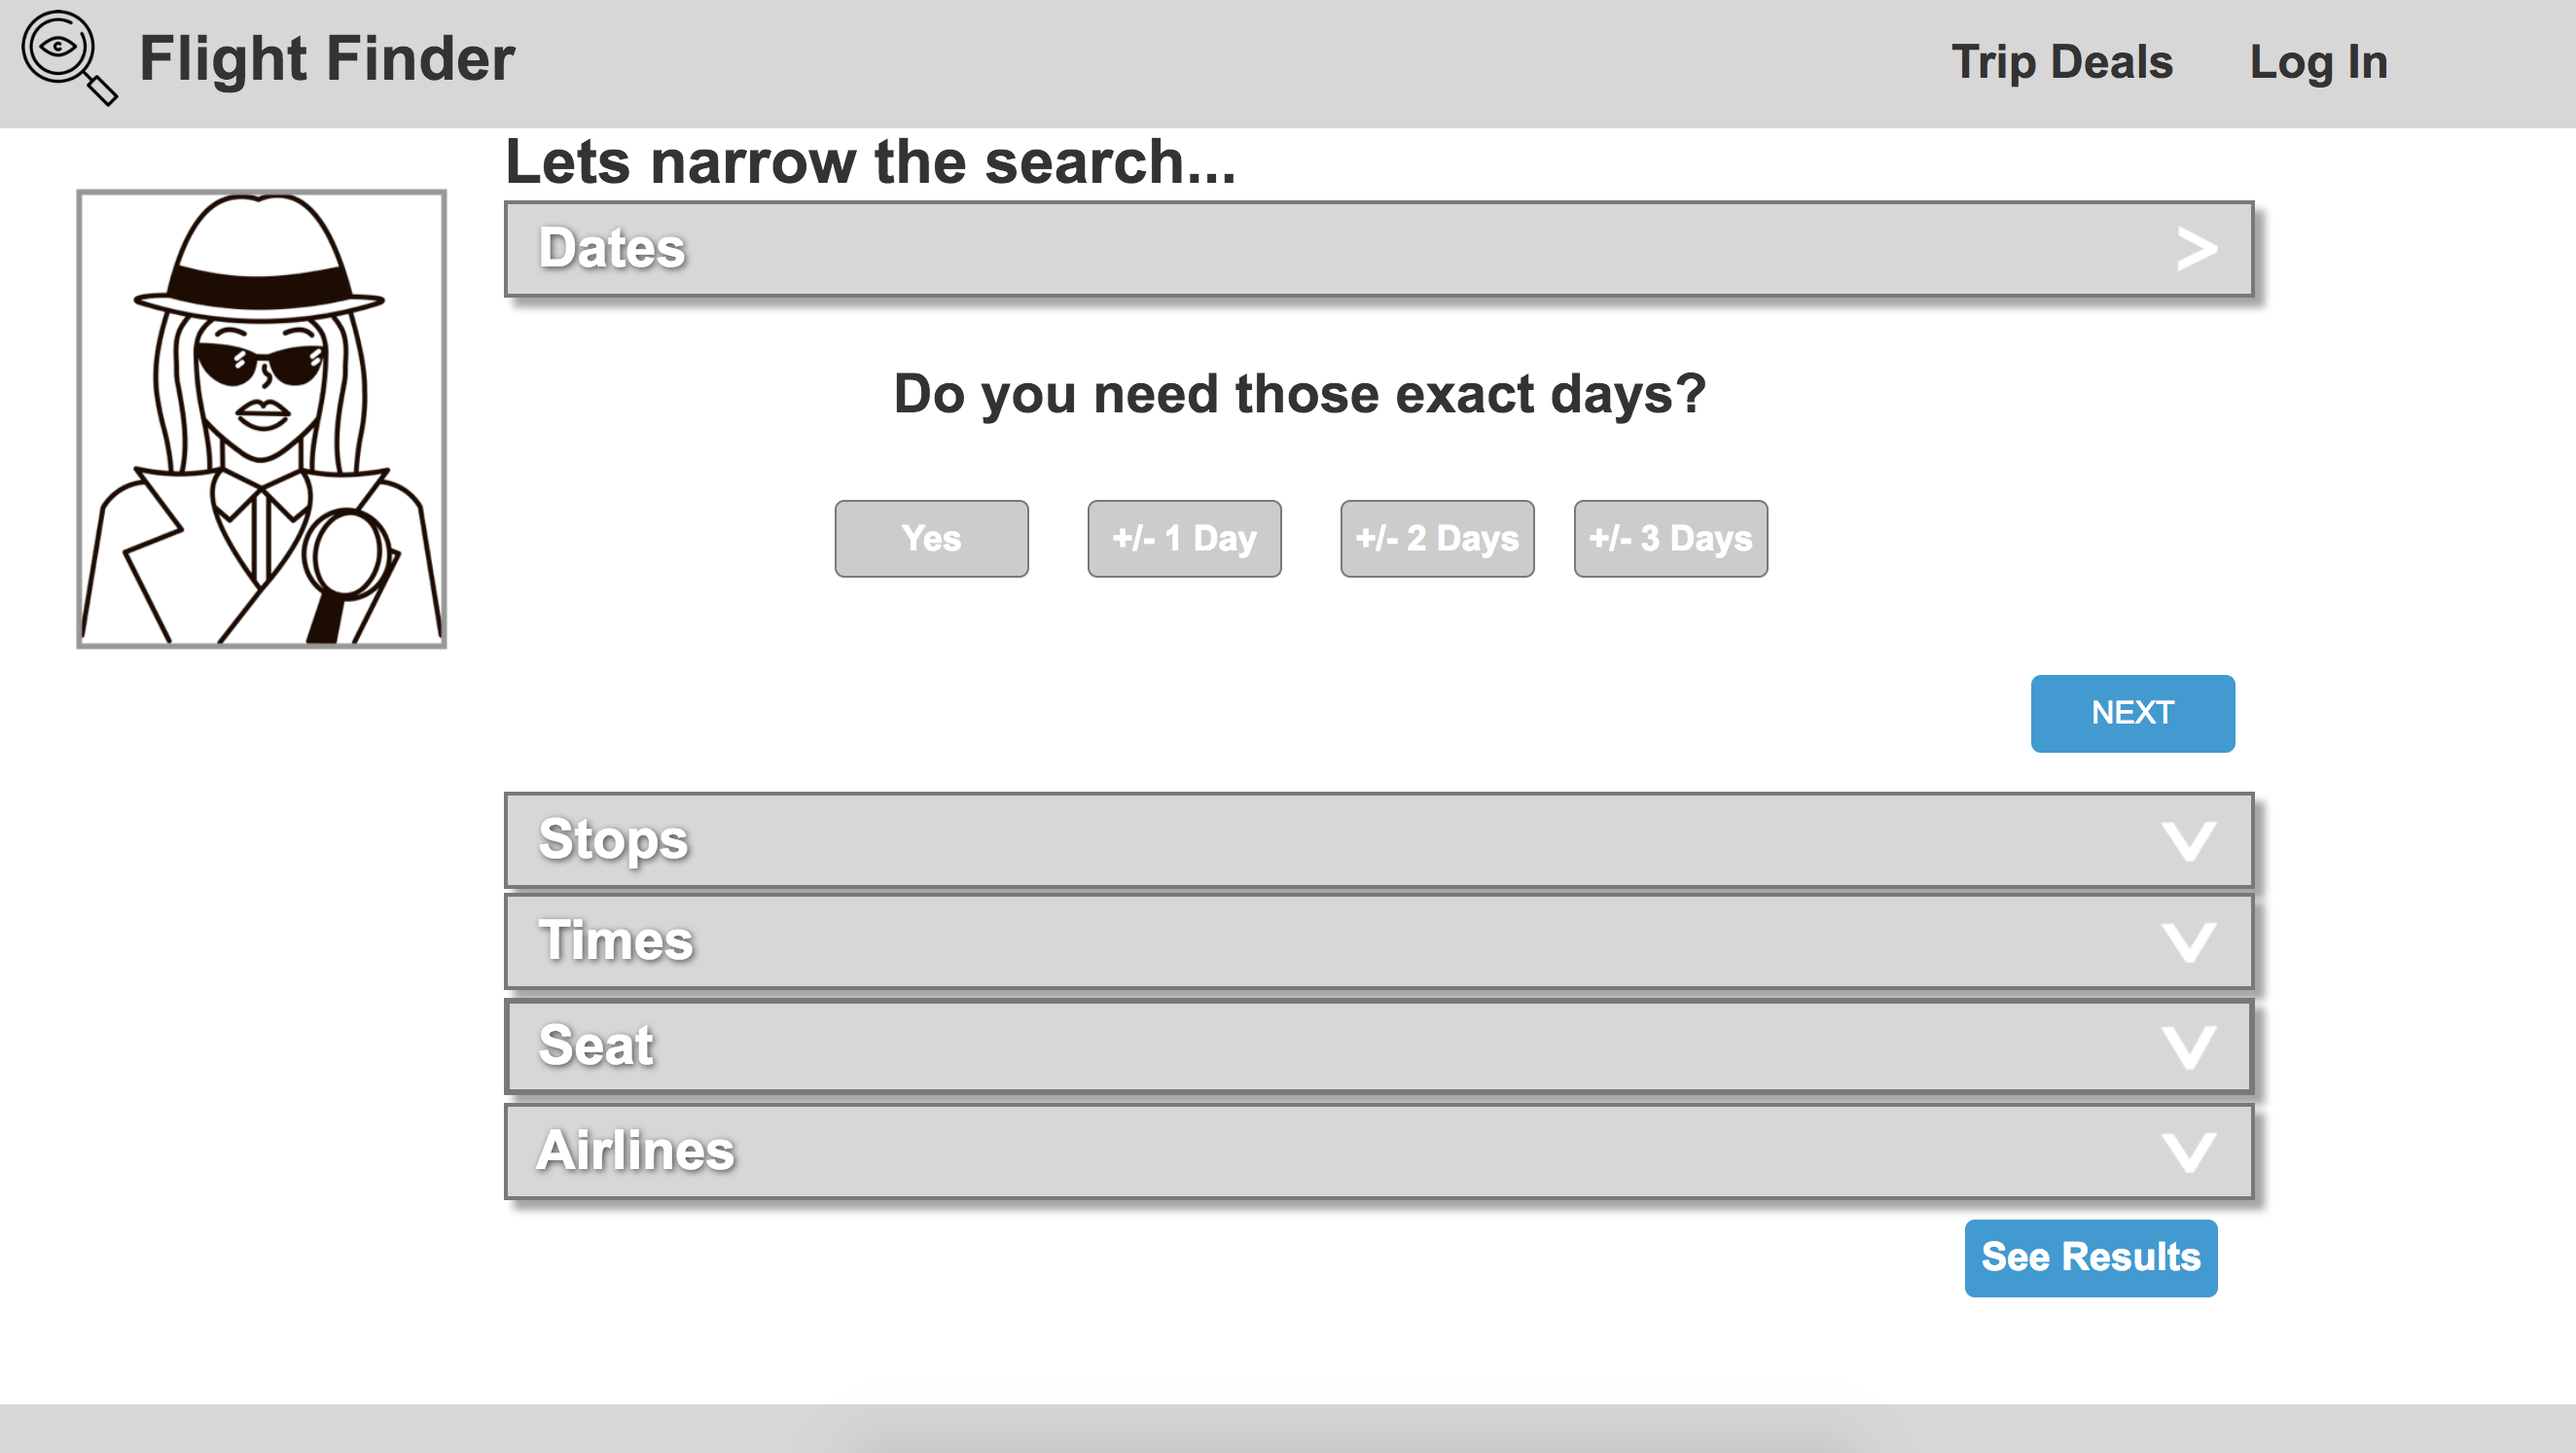 Flight Finder
Trip Deals
Log In
Lets narrow the search...
Dates >
Do you need those exact days?
Yes
+/- 1 Day
+/- 2 Days
+/- 3 Days
NEXT
Stops
Times
Seat
Airlines
See Results